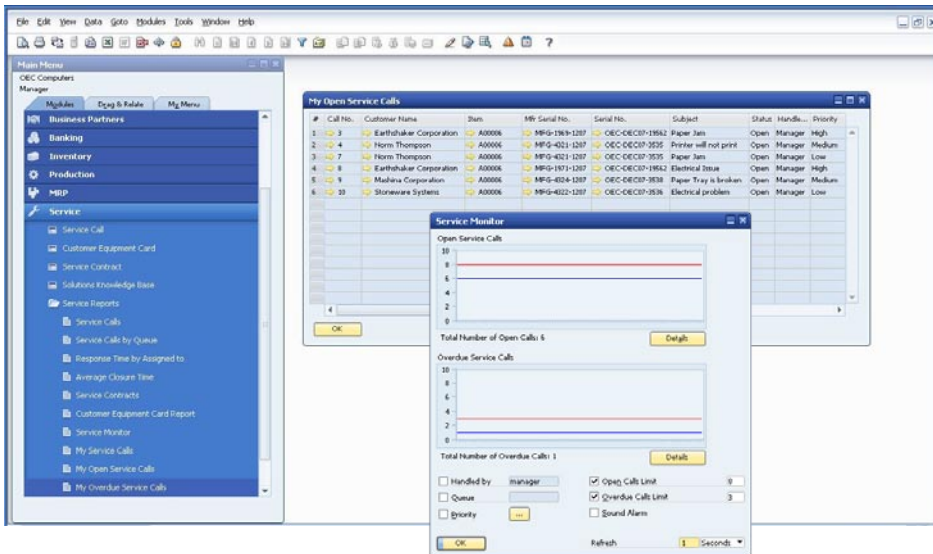 File Edit View Data Goto Modules Tools Window Help
Main Menu
OEC Computers
Manager
Modules Drag & Relate My Menu
Business Partners
Banking
Inventory
Production
MRP
Service
Service Call
Customer Equipment Card
Service Contract
Solutions Knowledge Base
Service Reports
Service Calls
Service Calls by Queue
Response Time by Assigned to
Average Closure Time
Service Contracts
Customer Equipment Card Report
Service Monitor
My Service Calls
My Open Service Calls
My Overdue Service Calls
My Open Service Calls
# Call No. Customer Name Item Mfr Serial No. Serial No. Subject Status Handle... Priority
1 3 Earthshaker Corporation A00006 MFG-1969-1207 OEC-DEC07-19562 Paper Jam Open Manager High
2 4 Norm Thompson A00006 MFG-4321-1207 OEC-DEC07-3535 Printer will not print Open Manager Medium
3 7 Norm Thompson A00006 MFG-4321-1207 OEC-DEC07-3535 Paper Jam Open Manager Low
4 8 Earthshaker Corporation A00006 MFG-1971-1207 OEC-DEC07-19562 Electrical Issue Open Manager High
5 9 Mashina Corporation A00006 MFG-4324-1207 OEC-DEC07-3538 Paper Tray is broken Open Manager Medium
6 10 Stoneware Systems A00006 MFG-4322-1207 OEC-DEC07-3536 Electrical problem Open Manager Low
OK
Service Monitor
Open Service Calls
10
8
6
4
2
0
Total Number of Open Calls: 6 Details
Overdue Service Calls
10
8
6
4
2
0
Total Number of Overdue Calls: 1 Details
Handled by manager Open Calls Limit 8
Queue Overdue Calls Limit 3
Priority ... Sound Alarm
OK Refresh 1 Seconds